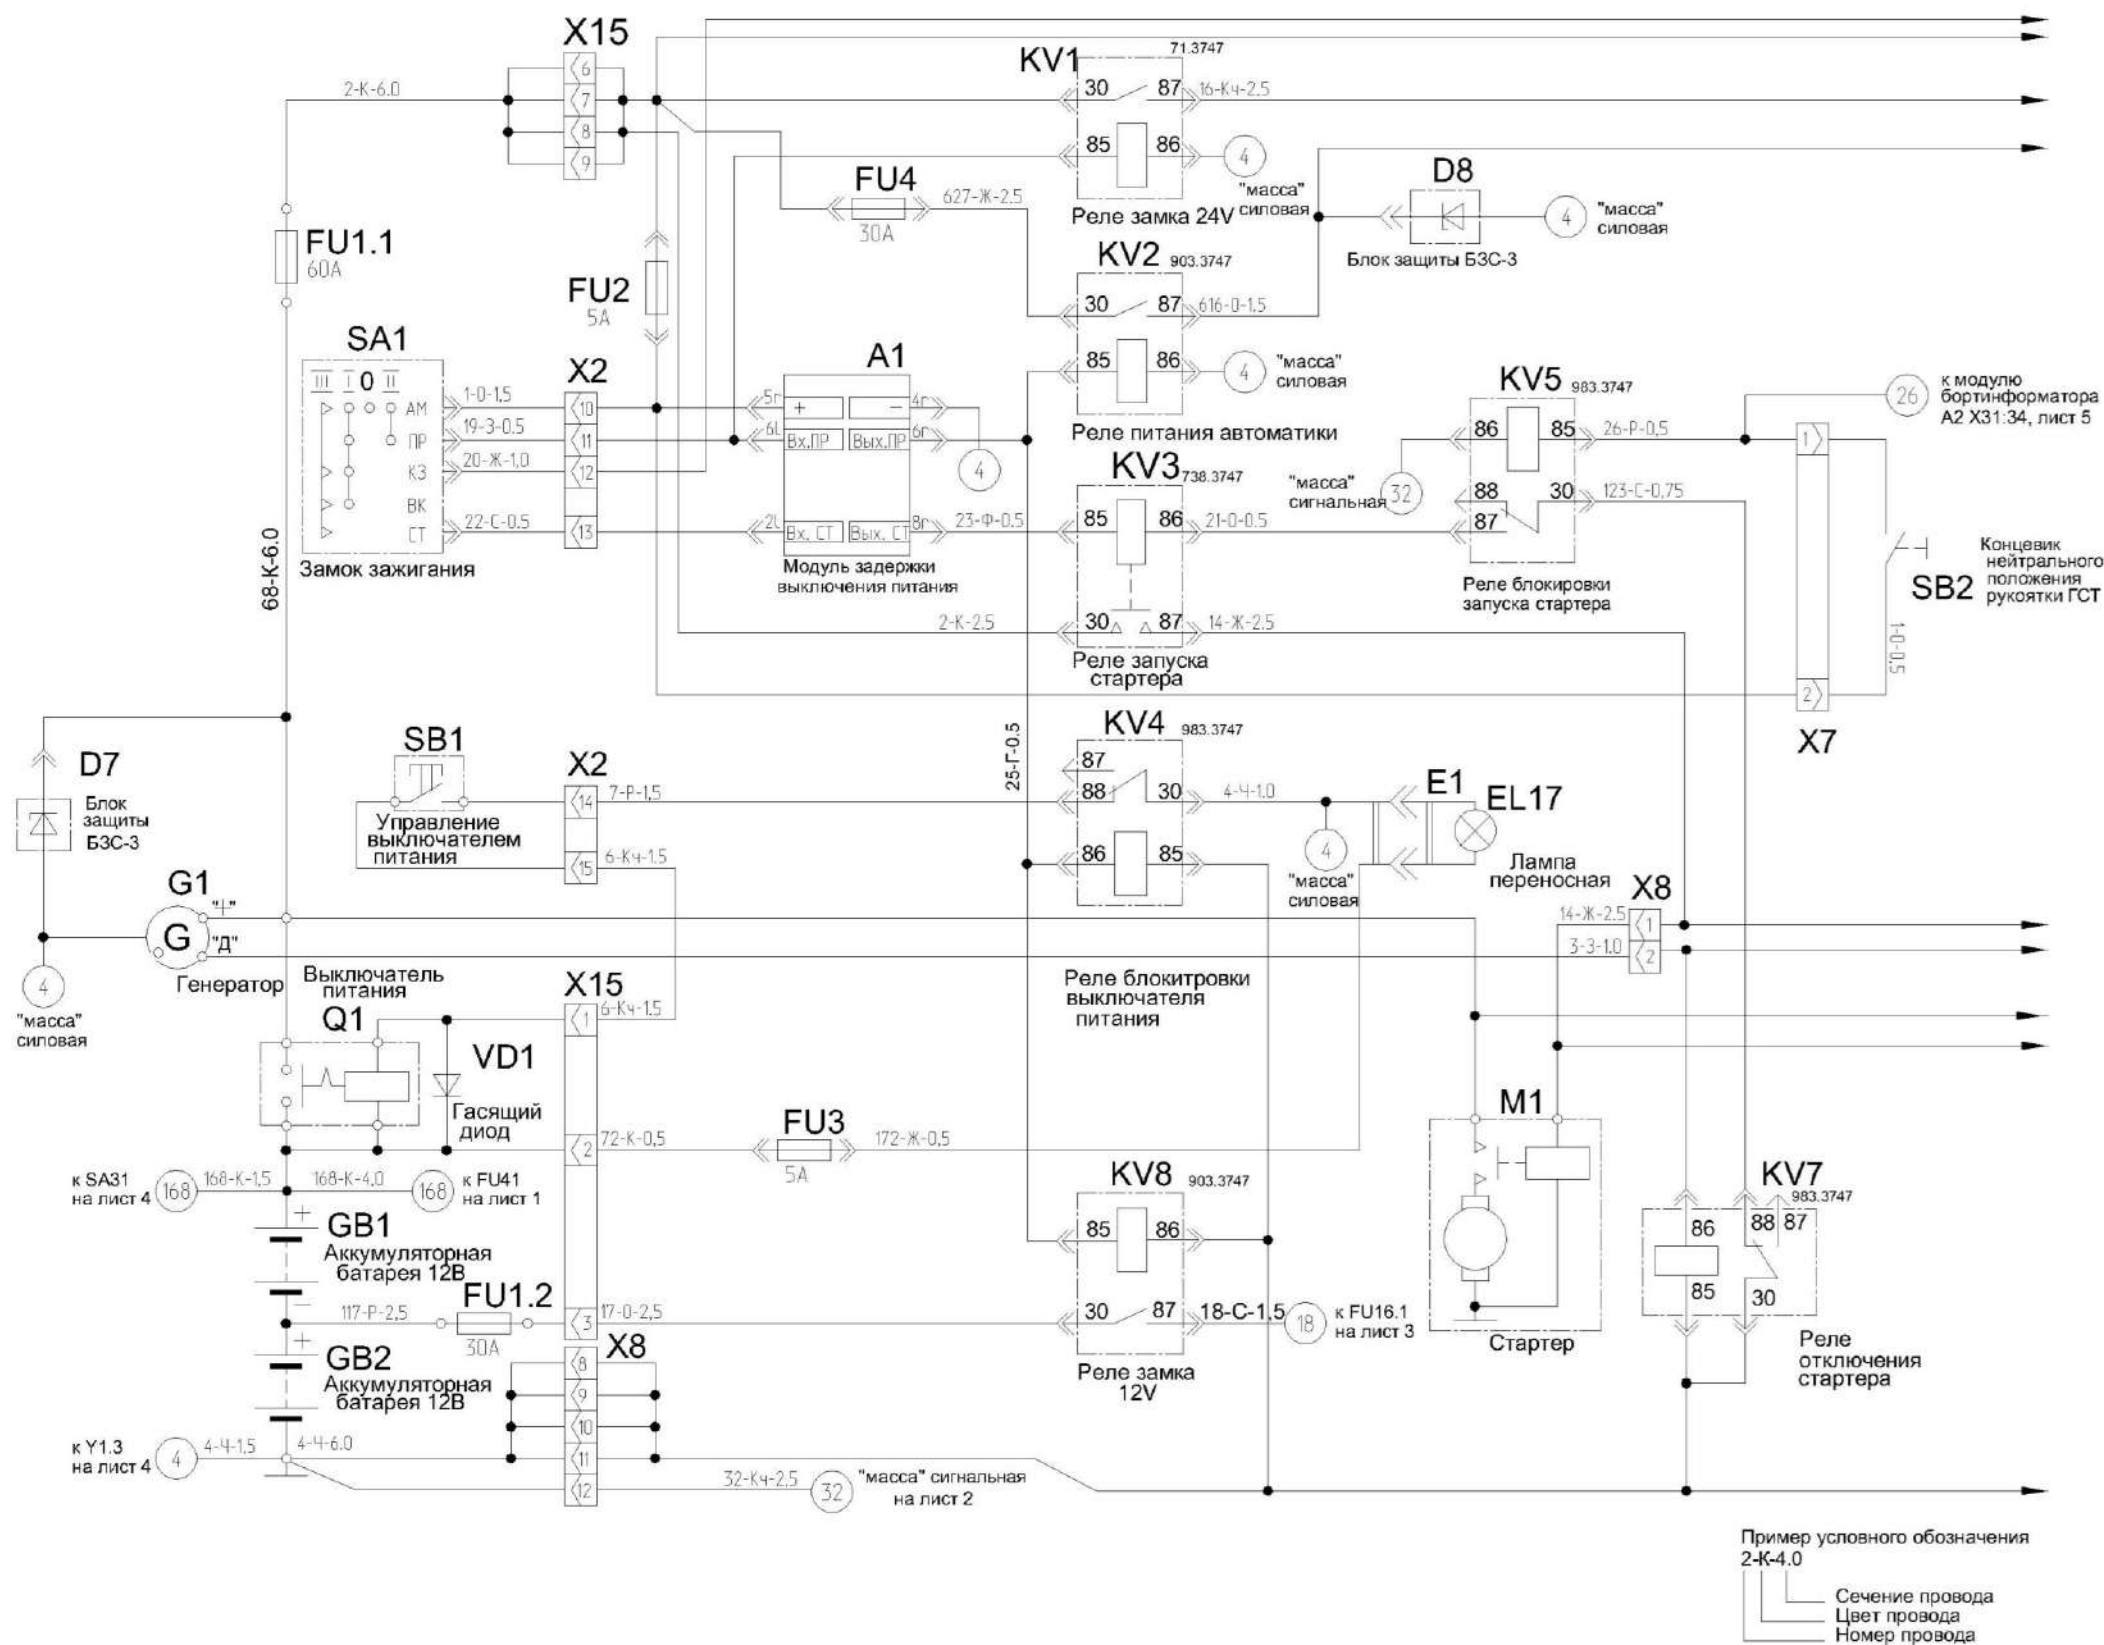 X15
6
7
8
9
2-К-6.0
KV1
71.3747
30
87
16-Кч-2.5
85
86
4
"масса"
силовая
Реле замка 24V
FU4
30А
627-Ж-2.5
D8
4
"масса"
силовая
Блок защиты БЗС-3
FU1.1
60А
FU2
5А
KV2 903.3747
30
87
616-О-1,5
85
86
4
"масса"
силовая
Реле питания автоматики
SA1
III I 0 II
АМ
ПР
КЗ
ВК
СТ
Замок зажигания
1-О-1,5
19-З-0.5
20-Ж-1,0
22-С-0.5
X2
10
11
12
13
A1
5г
+
−
4г
6L
Вх.ПР
Вых.ПР
6г
4
2L
Вх. СТ
Вых. СТ
8г
Модуль задержки
выключения питания
23-Ф-0.5
KV3 738.3747
85
86
21-О-0.5
30
87
2-К-2.5
14-Ж-2.5
Реле запуска
стартера
KV5 983.3747
86
85
26-Р-0,5
88
30
123-С-0,75
87
"масса"
сигнальная
32
Реле блокировки
запуска стартера
26
к модулю
бортинформатора
А2 Х31:34, лист 5
1
2
X7
SB2
Концевик
нейтрального
положения
рукоятки ГСТ
1-О-0,5
68-К-6.0
D7
Блок
защиты
БЗС-3
SB1
Управление
выключателем
питания
X2
14
15
7-Р-1,5
6-Кч-1.5
25-Г-0.5
KV4 983.3747
87
88
30
4-Ч-1.0
86
85
4
"масса"
силовая
Реле блокитровки
выключателя
питания
E1
EL17
Лампа
переносная
X8
14-Ж-2.5
1
3-З-1.0
2
G1
G
"+"
"Д"
Генератор
4
"масса"
силовая
Выключатель
питания
Q1
VD1
Гасящий
диод
X15
1
6-Кч-1.5
2
72-К-0,5
FU3
5А
172-Ж-0,5
M1
Стартер
KV7
983.3747
86
88
87
85
30
Реле
отключения
стартера
к SA31
на лист 4
168
168-К-1,5
168-К-4,0
168
к FU41
на лист 1
+
GB1
Аккумуляторная
батарея 12В
−
117-Р-2,5
FU1.2
30А
3
17-О-2,5
KV8 903.3747
85
86
30
87
18-С-1,5
18
к FU16.1
на лист 3
Реле замка
12V
+
GB2
Аккумуляторная
батарея 12В
X8
8
9
10
11
12
к Y1.3
на лист 4
4
4-Ч-1,5
4-Ч-6.0
32-Кч-2,5
32
"масса" сигнальная
на лист 2
Пример условного обозначения
2-К-4.0
Сечение провода
Цвет провода
Номер провода